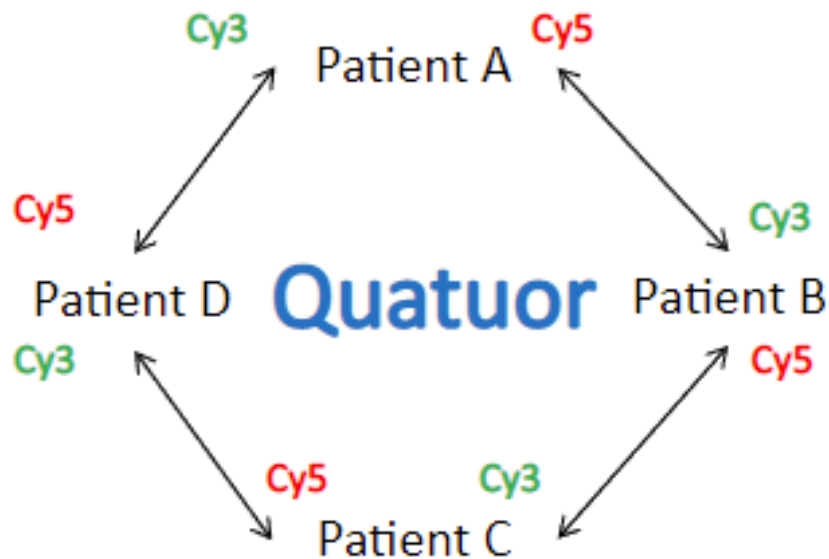 Cy3 Cy5
Patient A
Cy5 Cy3
Patient D Quatuor Patient B
Cy3 Cy5
Cy5 Cy3
Patient C